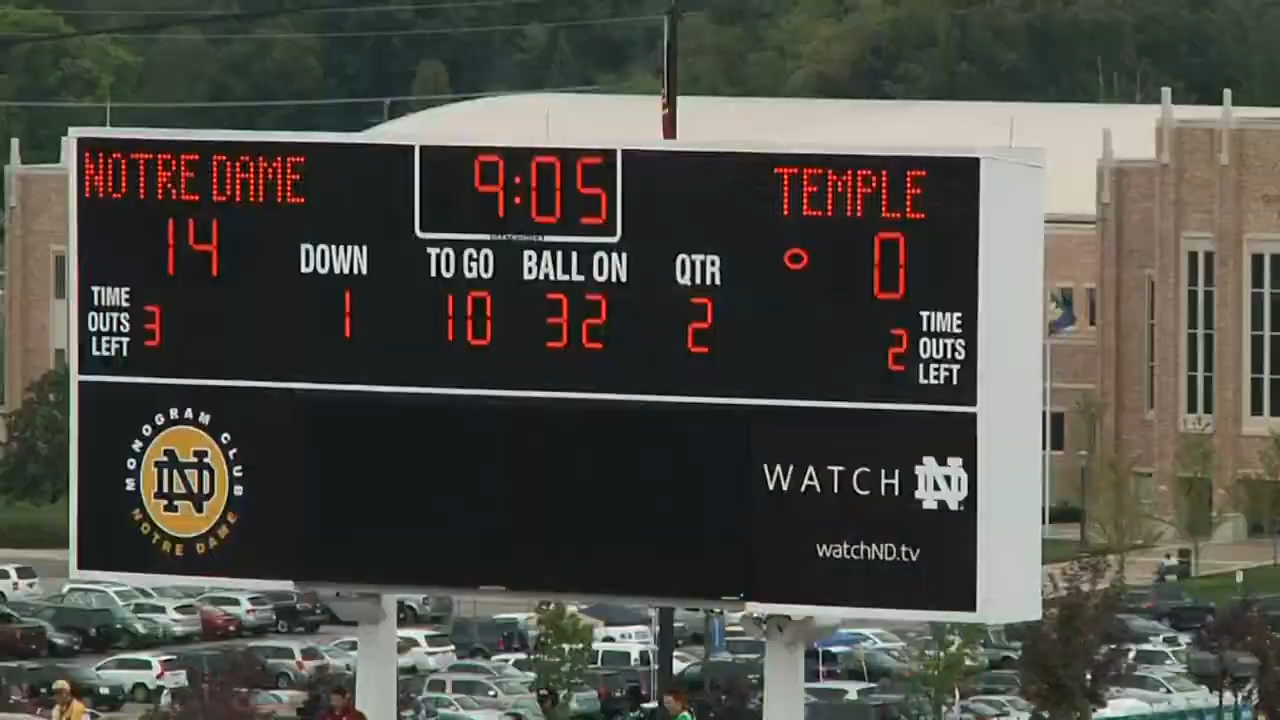 NOTRE DAME
9:05
TEMPLE
14
0
DOWN
TO GO
BALL ON
QTR
TIME
OUTS
LEFT
3
1
10
32
2
2
TIME
OUTS
LEFT
MONOGRAM CLUB
ND
NOTRE DAME
WATCH ND
watchND.tv